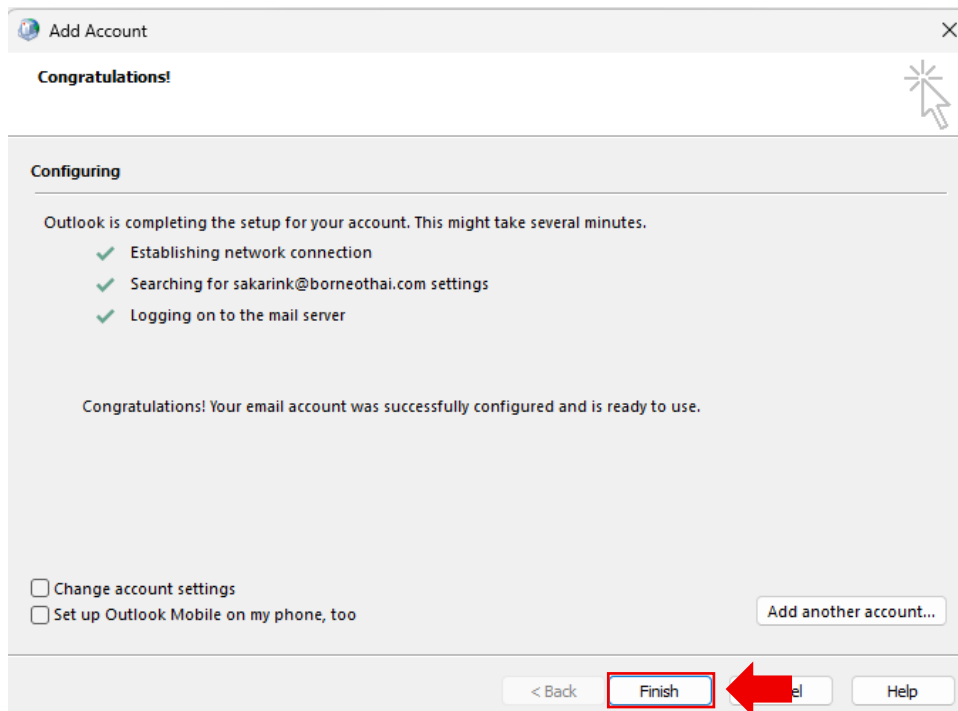 Add Account
Congratulations!
Configuring
Outlook is completing the setup for your account. This might take several minutes.
Establishing network connection
Searching for sakarink@borneothai.com settings
Logging on to the mail server
Congratulations! Your email account was successfully configured and is ready to use.
Change account settings
Set up Outlook Mobile on my phone, too
Add another account...
< Back Finish Help